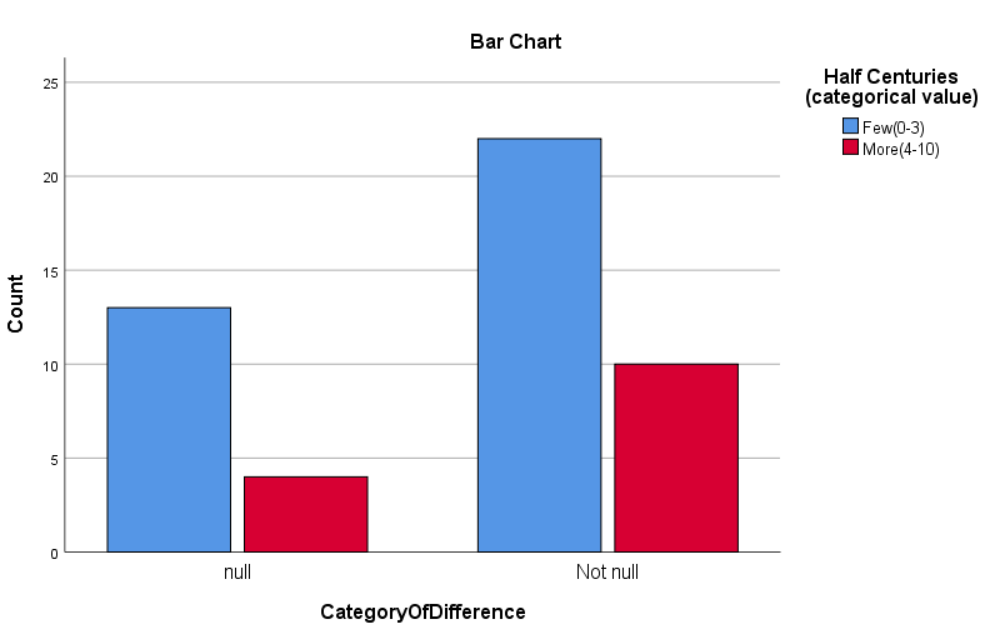 Bar Chart
Half Centuries
(categorical value)
Few(0-3)
More(4-10)
Count
25
20
15
10
5
0
null
Not null
CategoryOfDifference